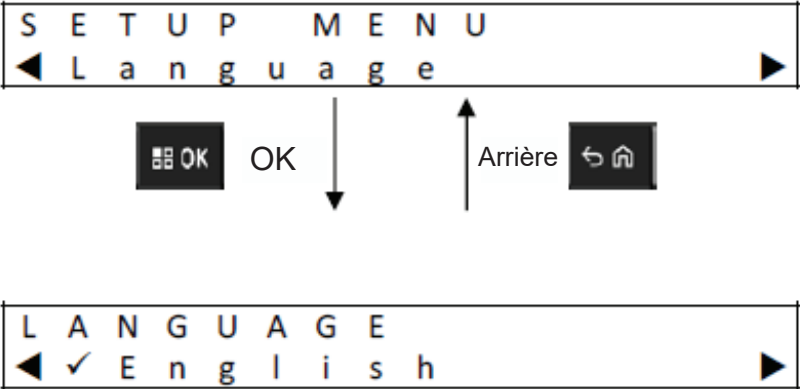 SETUP MENU
◀ Language ▶
OK OK Arrière
LANGUAGE
◀ ✓ English ▶